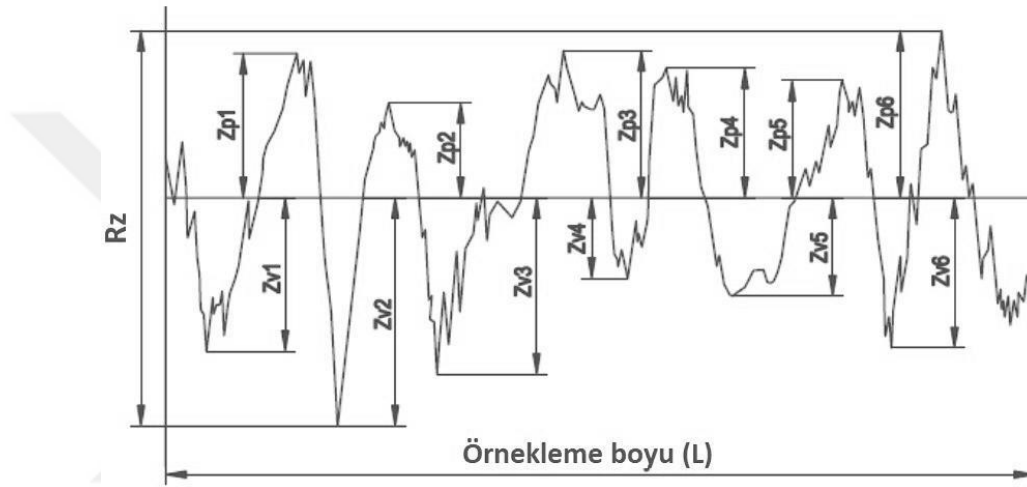 Rz
Zp1
Zv1
Zp2
Zv2
Zv3
Zp3
Zv4
Zp4
Zp5
Zv5
Zp6
Zv6
Örnekleme boyu (L)